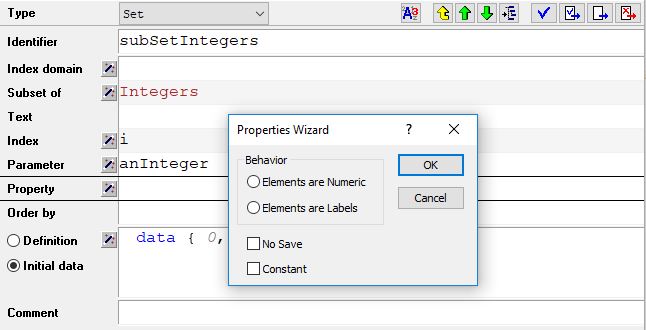 Type Set
Identifier subSetIntegers
Index domain
Subset of Integers
Text
Index i
Parameter anInteger
Property
Order by
Definition
Initial data
data { 0,
Comment
Properties Wizard ? ×
Behavior
Elements are Numeric
Elements are Labels
No Save
Constant
OK
Cancel